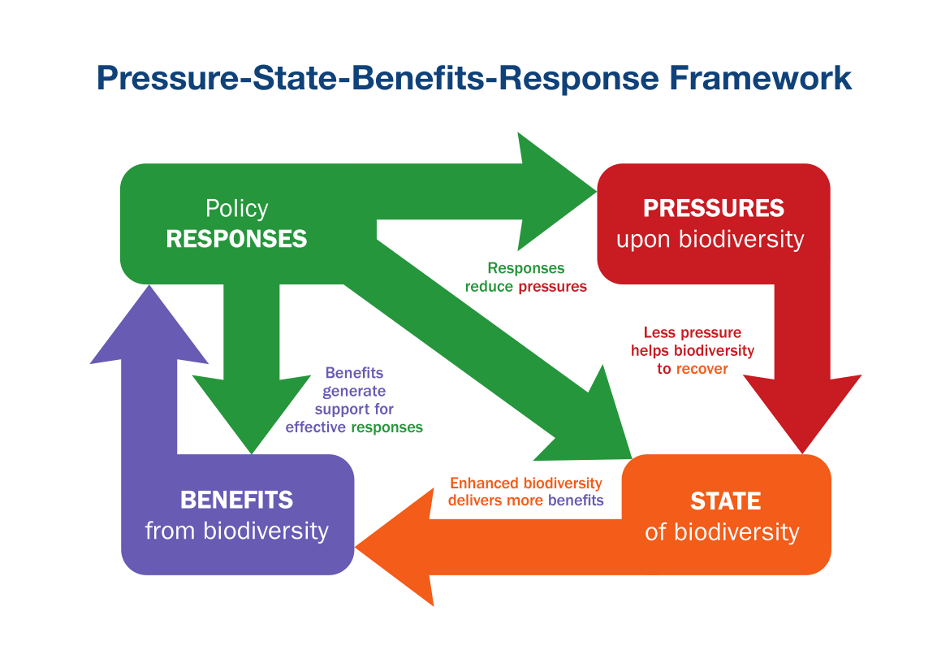 Pressure-State-Benefits-Response Framework
Policy
RESPONSES
PRESSURES
upon biodiversity
Responses
reduce pressures
Less pressure
helps biodiversity
to recover
Benefits
generate
support for
effective responses
BENEFITS
from biodiversity
Enhanced biodiversity
delivers more benefits
STATE
of biodiversity